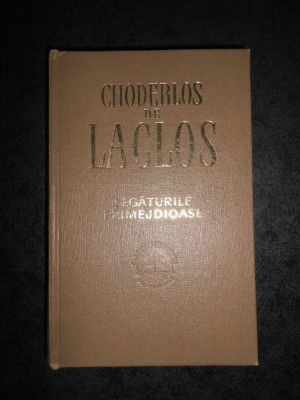 CHODERLOS
DE
LACLOS
LEGĂTURILE
PRIMEJDIOASE